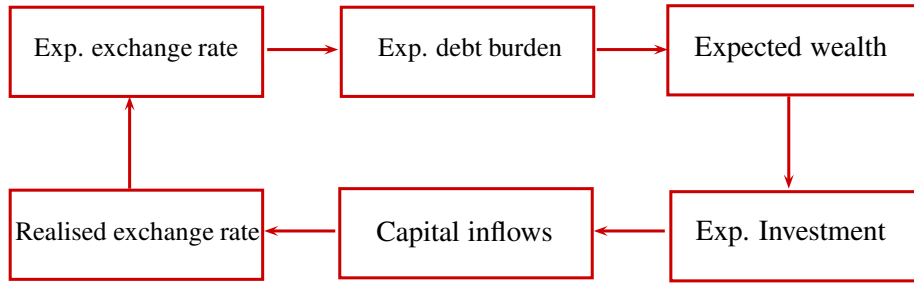 Exp. exchange rate
Exp. debt burden
Expected wealth
Realised exchange rate
Capital inflows
Exp. Investment